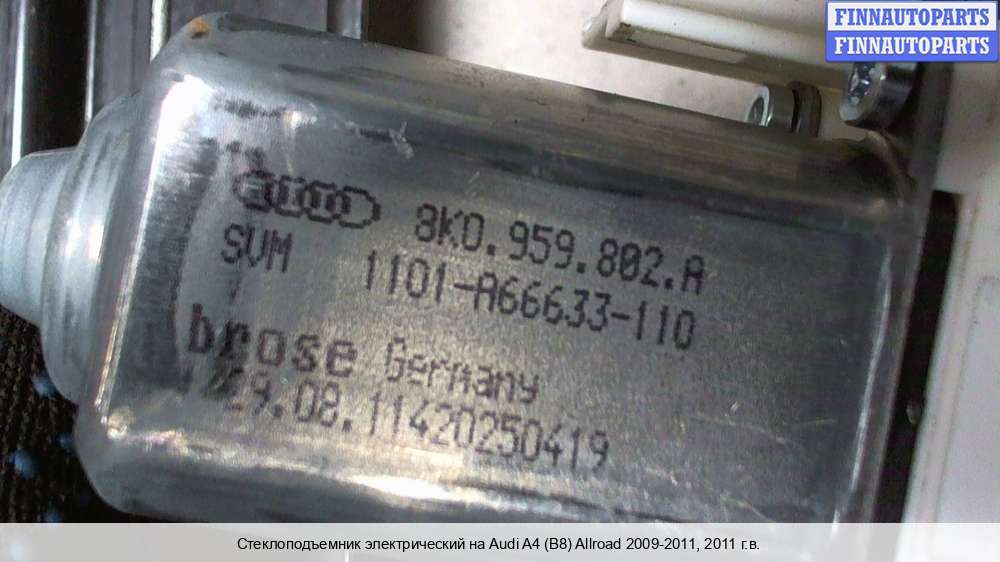 FINNAUTOPARTS
FINNAUTOPARTS
8K0.959.802.A
SVM 1101-A66633-110
brose Germany
29.08.11420250419
Стеклоподъемник электрический на Audi A4 (B8) Allroad 2009-2011, 2011 г.в.